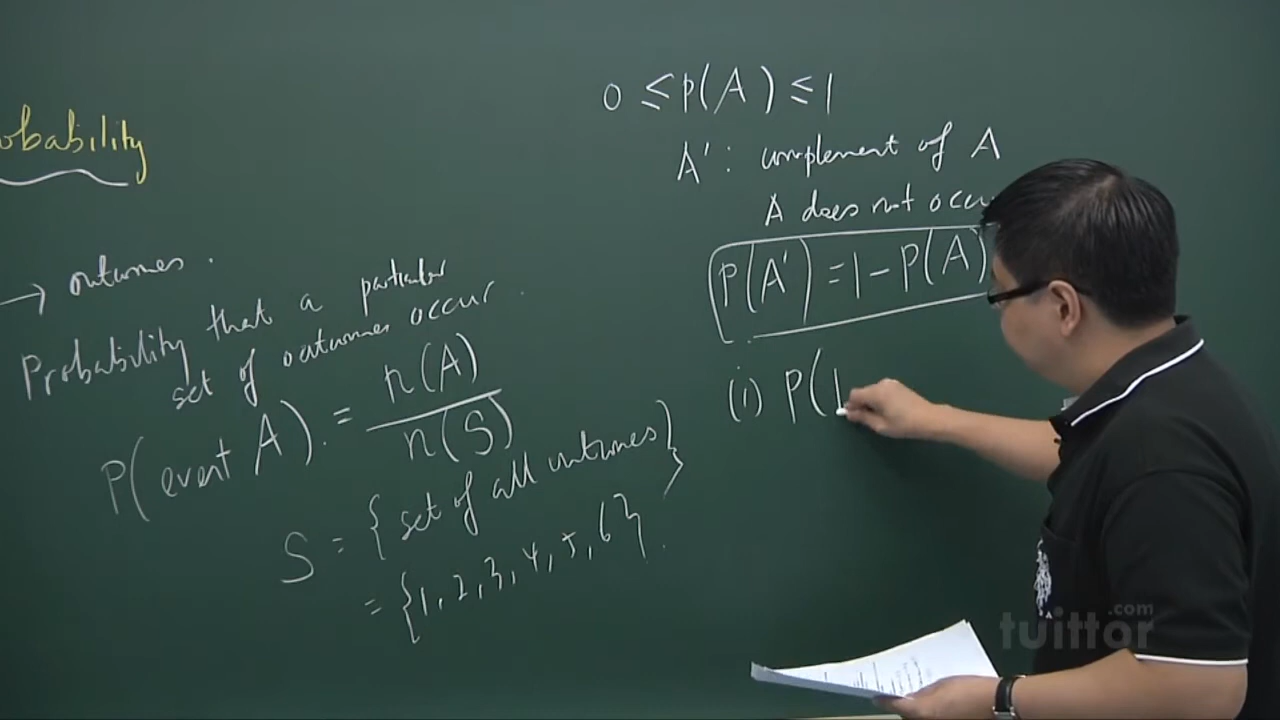 obability
→ outcomes.
Probability that a particular
set of outcomes occur.
P(event A). = n(A) / n(S)
S = {set of all outcomes}
= {1, 2, 3, 4, 5, 6}.
0 ≤ P(A) ≤ 1
A' : complement of A
A does not occu
P(A') = 1 - P(A)
(i) P(1
tuittor.com